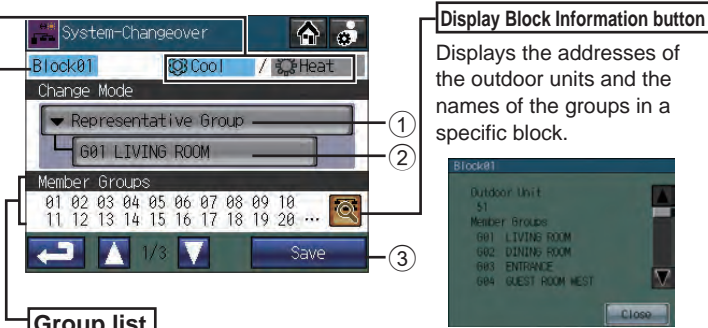 System-Changeover
Block01
Cool / Heat
Change Mode
▼ Representative Group
①
G01 LIVING ROOM
②
Member Groups
01 02 03 04 05 06 07 08 09 10
11 12 13 14 15 16 17 18 19 20 ...
1/3
Save
③
Group list
Display Block Information button
Displays the addresses of
the outdoor units and the
names of the groups in a
specific block.
Block01
Outdoor Unit
51
Member Groups
G01 LIVING ROOM
G02 DINING ROOM
G03 ENTRANCE
G04 GUEST ROOM WEST
Close